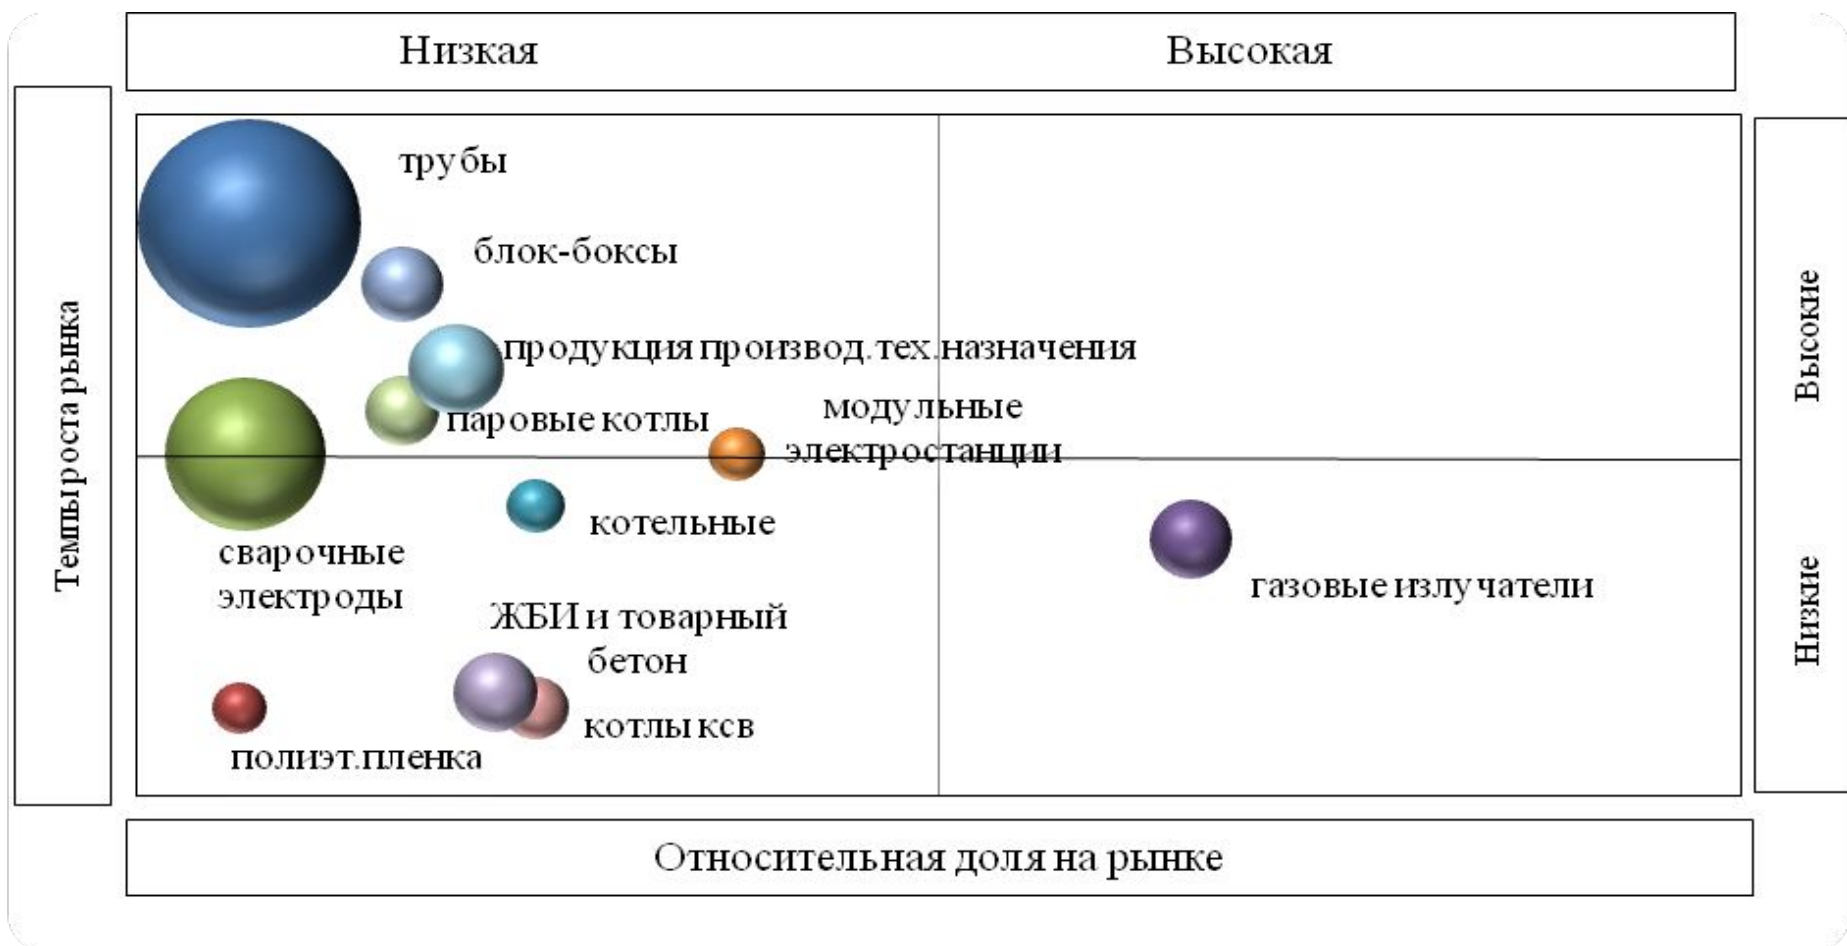 Низкая
Высокая
Темпы роста рынка
трубы
блок-боксы
продукция производ.тех.назначения
паровые котлы
модульные
электростанции
котельные
сварочные
электроды
ЖБИ и товарный
бетон
котлы ксв
полиэт.пленка
газовые излучатели
Высокие
Низкие
Относительная доля на рынке